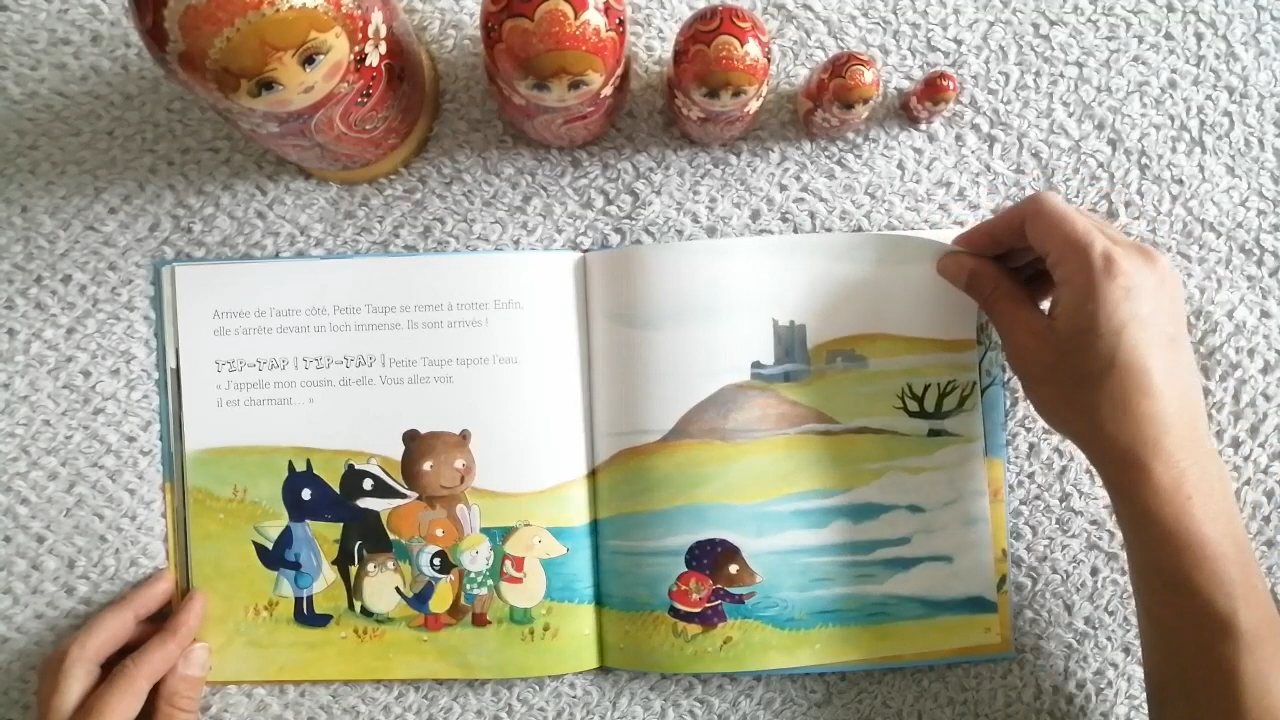 Arrivée de l'autre côté, Petite Taupe se remet à trotter. Enfin,
elle s'arrête devant un loch immense. Ils sont arrivés !
TIP-TAP ! TIP-TAP ! Petite Taupe tapote l'eau.
« J'appelle mon cousin, dit-elle. Vous allez voir,
il est charmant… »